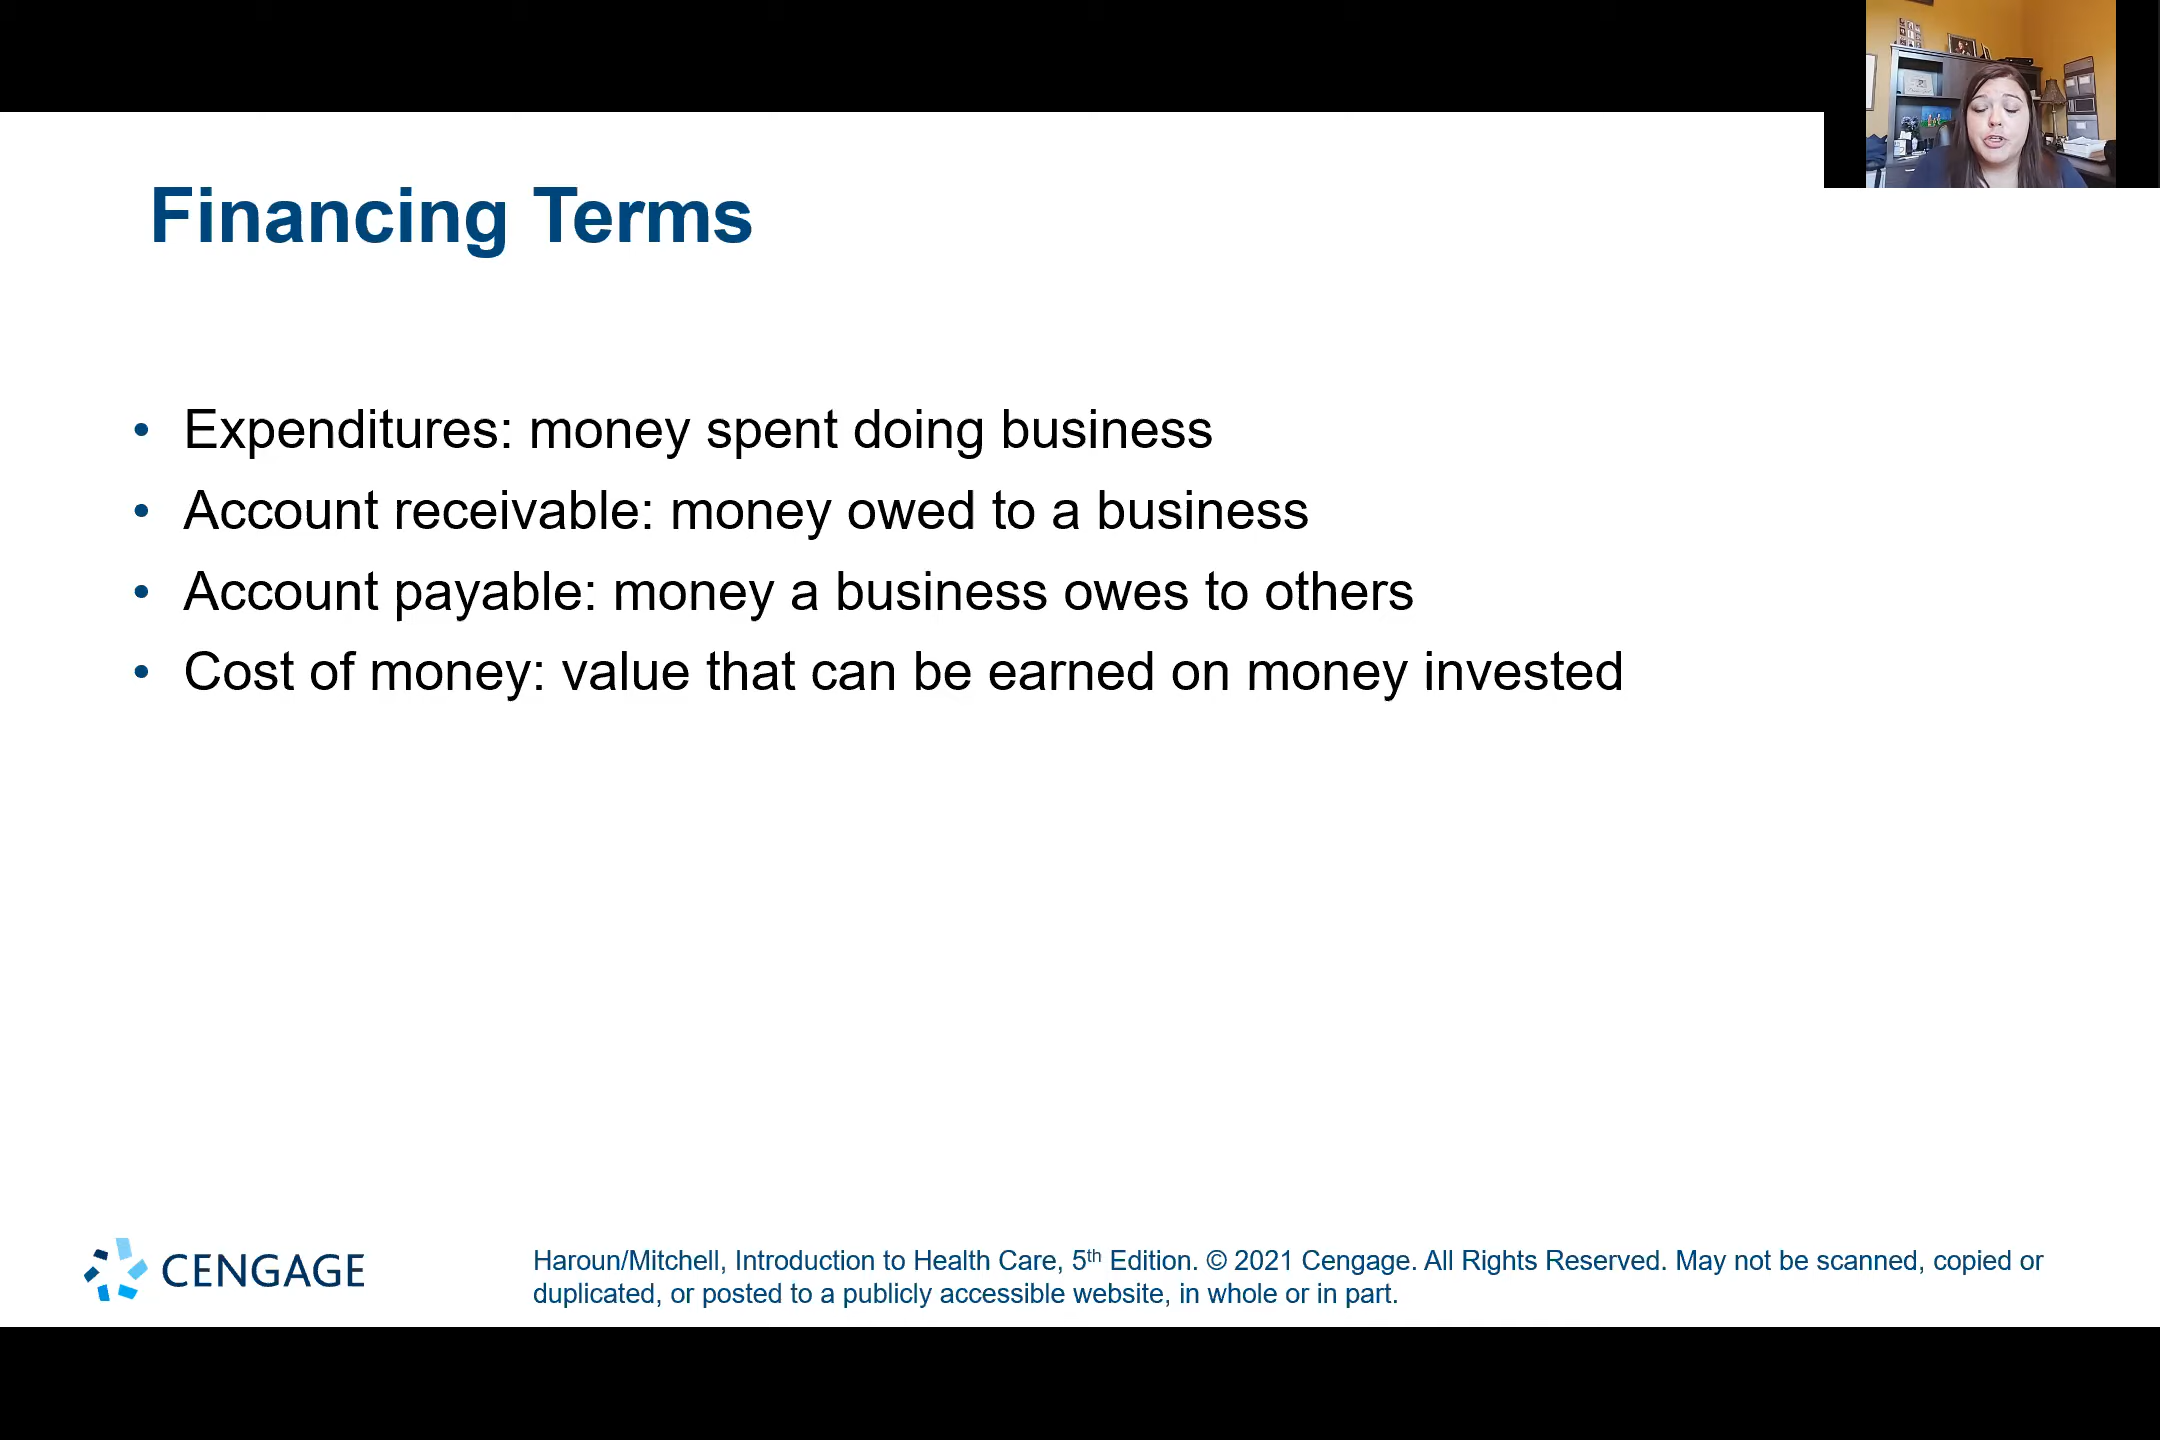 Financing Terms
• Expenditures: money spent doing business
• Account receivable: money owed to a business
• Account payable: money a business owes to others
• Cost of money: value that can be earned on money invested
CENGAGE
Haroun/Mitchell, Introduction to Health Care, 5th Edition. © 2021 Cengage. All Rights Reserved. May not be scanned, copied or
duplicated, or posted to a publicly accessible website, in whole or in part.